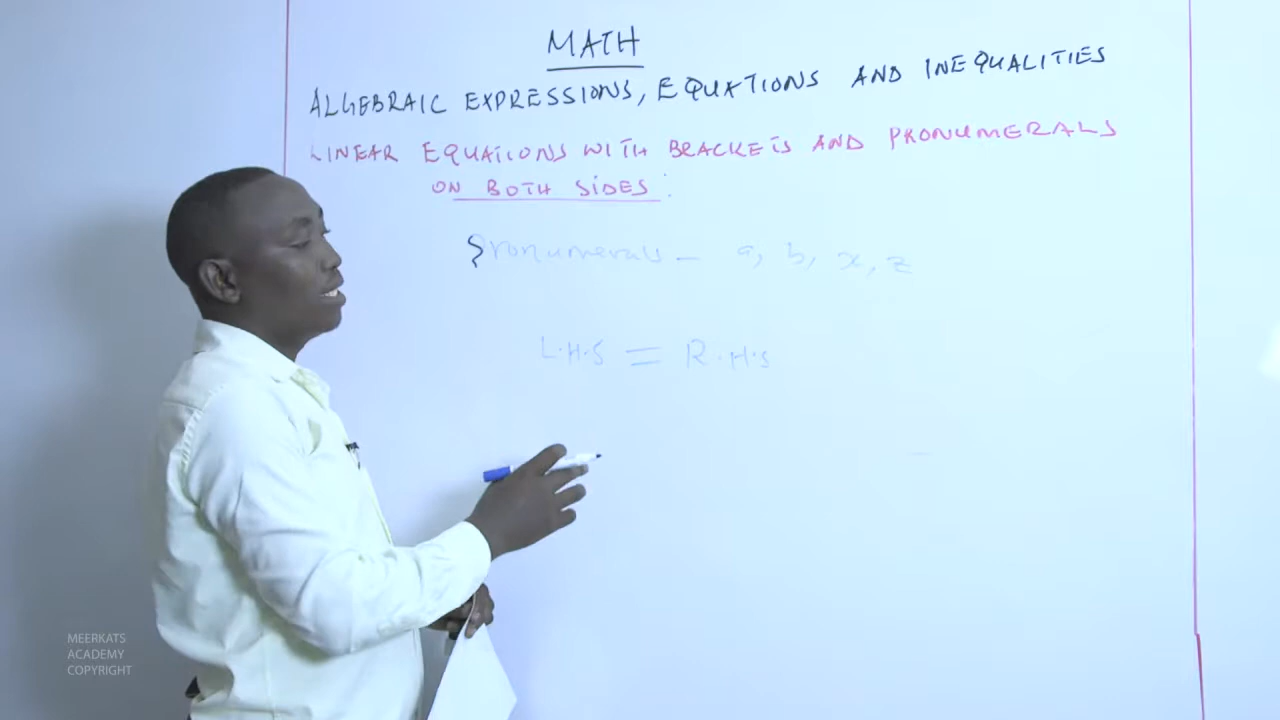 MATH
ALGEBRAIC EXPRESSIONS, EQUATIONS AND INEQUALITIES
LINEAR EQUATIONS WITH BRACKETS AND PRONUMERALS
ON BOTH SIDES:
Pronumerals - a, b, x, z
L.H.S = R.H.S
MEERKATS
ACADEMY
COPYRIGHT